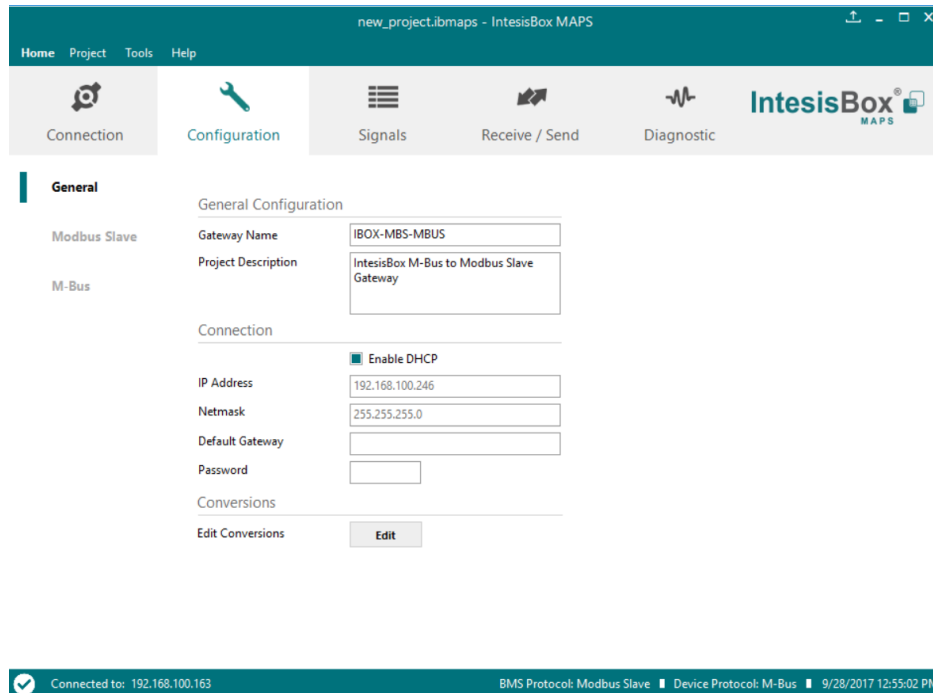 new_project.ibmaps - IntesisBox MAPS
Home Project Tools Help
Connection Configuration Signals Receive / Send Diagnostic
IntesisBox® MAPS
General
Modbus Slave
M-Bus
General Configuration
Gateway Name IBOX-MBS-MBUS
Project Description IntesisBox M-Bus to Modbus Slave
Gateway
Connection
Enable DHCP
IP Address 192.168.100.246
Netmask 255.255.255.0
Default Gateway
Password
Conversions
Edit Conversions Edit
Connected to: 192.168.100.163 BMS Protocol: Modbus Slave Device Protocol: M-Bus 9/28/2017 12:55:02 PM